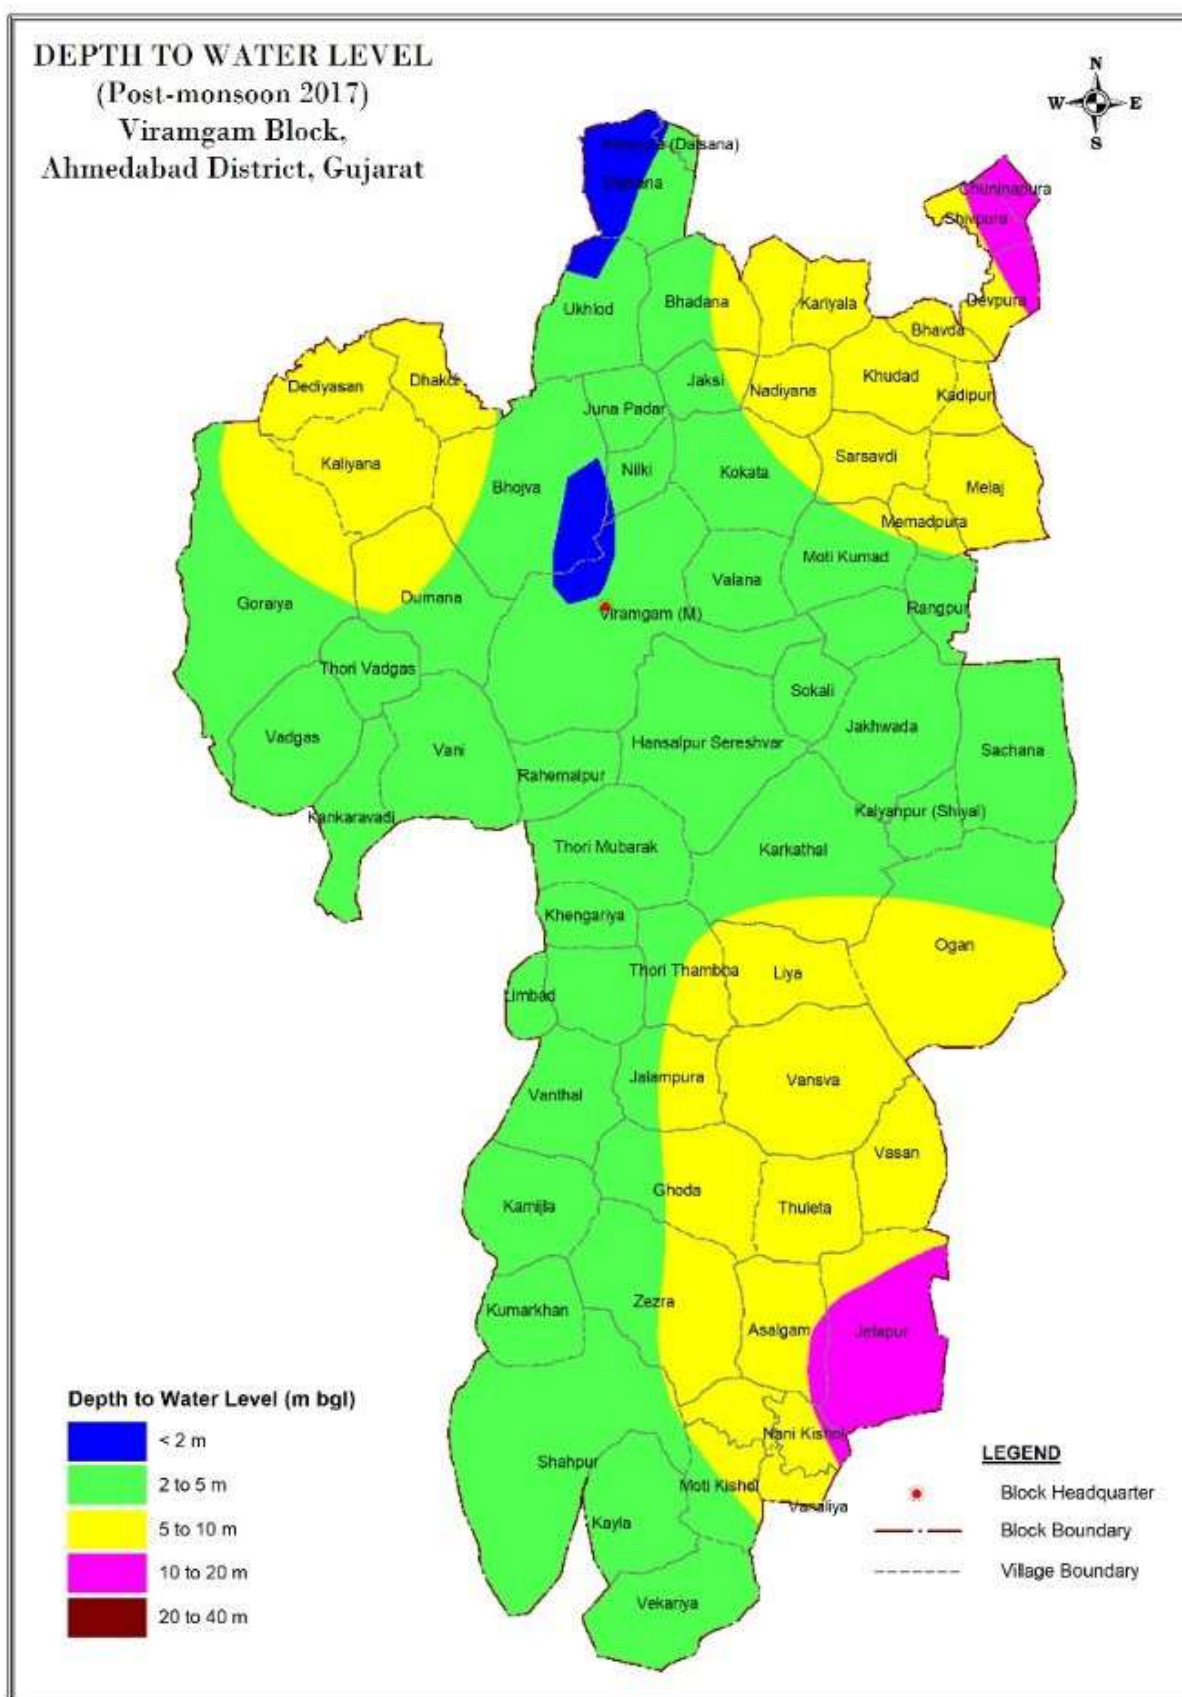 DEPTH TO WATER LEVEL
(Post-monsoon 2017)
Viramgam Block,
Ahmedabad District, Gujarat
N
W E
S
(Dalsana)
Chuninapura
Shivpura
Ukhlod
Bhadana
Kariyala
Devpura
Bhavda
Dediyasan
Dhakdi
Jaksi
Nadiyana
Khudad
Kadipur
Juna Padar
Kaliyana
Bhojva
Nilki
Kokata
Sarsavdi
Melaj
Memadpura
Moti Kumad
Valana
Goraiya
Dumana
Viramgam (M)
Rangpur
Thori Vadgas
Sokali
Jakhwada
Vadgas
Vani
Hansalpur Sereshvar
Sachana
Rahemalpur
Kankaravadi
Kalyanpur (Shiyal)
Thori Mubarak
Karkathal
Khengariya
Ogan
Thori Thambha
Liya
Limbad
Jalampura
Vansva
Vanthal
Vasan
Ghoda
Kamijla
Thuleta
Zezra
Kumarkhan
Asalgam
Jetapur
Nani Kishol
Shahpur
Moti Kishol
Vanaliya
Kayla
Vekariya
Depth to Water Level (m bgl)
< 2 m
2 to 5 m
5 to 10 m
10 to 20 m
20 to 40 m
LEGEND
Block Headquarter
Block Boundary
Village Boundary